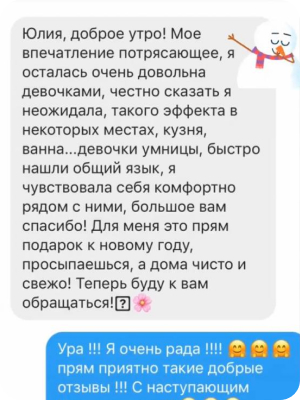 Юлия, доброе утро! Мое
впечатление потрясающее, я
осталась очень довольна
девочками, честно сказать я
неожидала, такого эффекта в
некоторых местах, кузня,
ванна...девочки умницы, быстро
нашли общий язык, я
чувствовала себя комфортно
рядом с ними, большое вам
спасибо! Для меня это прям
подарок к новому году,
просыпаешься, а дома чисто и
свежо! Теперь буду к вам
обращаться!⍰🌸
Ура !!! Я очень рада !!!! 🤗🤗🤗
прям приятно такие добрые
отзывы !!! С наступающим